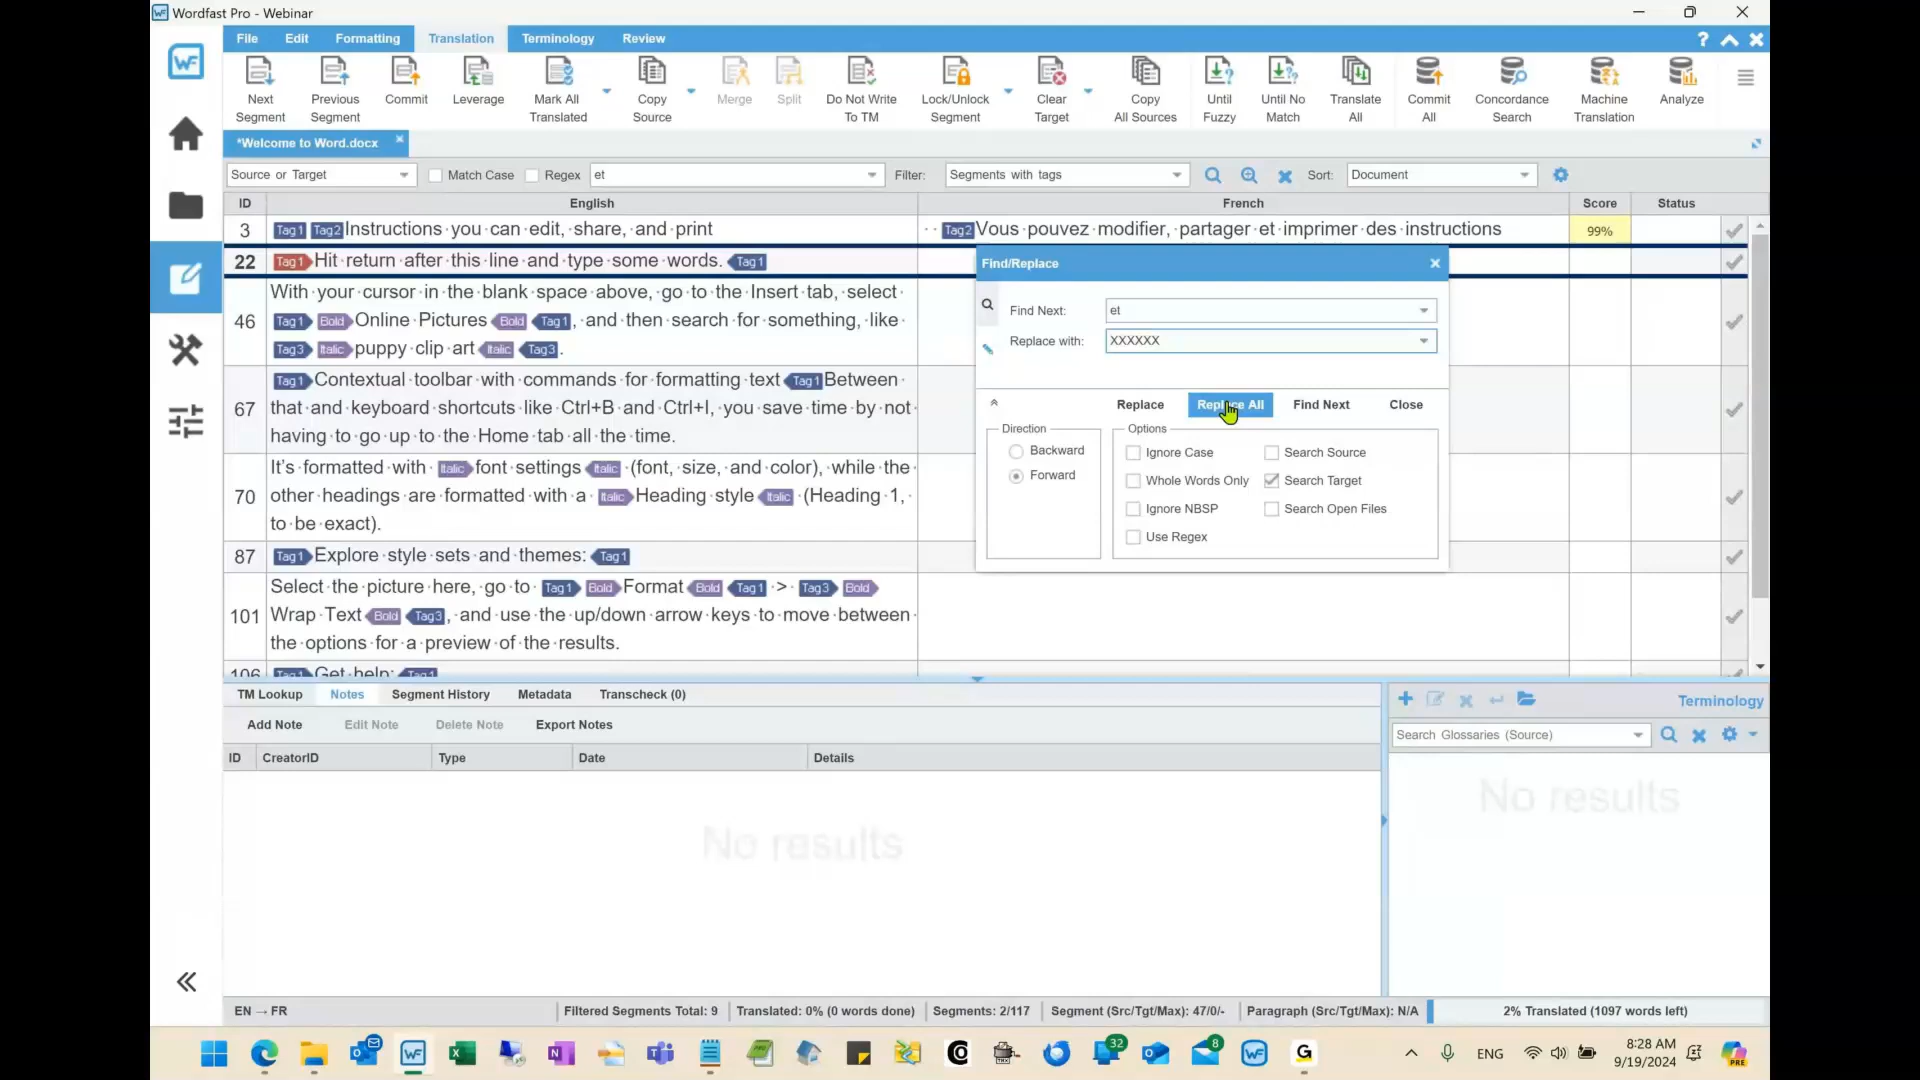 Wordfast Pro - Webinar
File Edit Formatting Translation Terminology Review
Next Segment
Previous Segment
Commit
Leverage
Mark All Translated
Copy Source
Merge
Split
Do Not Write To TM
Lock/Unlock Segment
Clear Target
Copy All Sources
Until Fuzzy
Until No Match
Translate All
Commit All
Concordance Search
Machine Translation
Analyze
*Welcome to Word.docx
Source or Target Match Case Regex et Filter: Segments with tags Sort: Document
ID English French Score Status
3 Tag1 Tag2 Instructions·you·can·edit,·share,·and·print ·· Tag2 Vous·pouvez·modifier,·partager·et·imprimer·des·instructions 99%
22 Tag1 Hit·return·after·this·line·and·type·some·words. Tag1
46 With·your·cursor·in·the·blank·space·above,·go·to·the·Insert·tab,·select·
Tag1 Bold Online·Pictures Bold Tag1 ,·and·then·search·for·something,·like·
Tag3 Italic puppy·clip·art Italic Tag3 .
67 Tag1 Contextual·toolbar·with·commands·for·formatting·text Tag1 Between·
that·and·keyboard·shortcuts·like·Ctrl+B·and·Ctrl+I,·you·save·time·by·not·
having·to·go·up·to·the·Home·tab·all·the·time.
70 It's·formatted·with· Italic font·settings Italic ·(font,·size,·and·color),·while·the·
other·headings·are·formatted·with·a· Italic Heading·style Italic ·(Heading·1,·
to·be·exact).
87 Tag1 Explore·style·sets·and·themes: Tag1
101 Select·the·picture·here,·go·to· Tag1 Bold Format Bold Tag1 ·>· Tag3 Bold
Wrap·Text Bold Tag3 ,·and·use·the·up/down·arrow·keys·to·move·between·
the·options·for·a·preview·of·the·results.
106 Tag1 Get·help: Tag1
Find/Replace
Find Next: et
Replace with: XXXXXX
Replace Replace All Find Next Close
Direction
Backward
Forward
Options
Ignore Case Search Source
Whole Words Only Search Target
Ignore NBSP Search Open Files
Use Regex
TM Lookup Notes Segment History Metadata Transcheck (0)
Add Note Edit Note Delete Note Export Notes
ID CreatorID Type Date Details
No results
Terminology
Search Glossaries (Source)
No results
EN → FR Filtered Segments Total: 9 Translated: 0% (0 words done) Segments: 2/117 Segment (Src/Tgt/Max): 47/0/- Paragraph (Src/Tgt/Max): N/A 2% Translated (1097 words left)
32 8
ENG
8:28 AM
9/19/2024
PRE